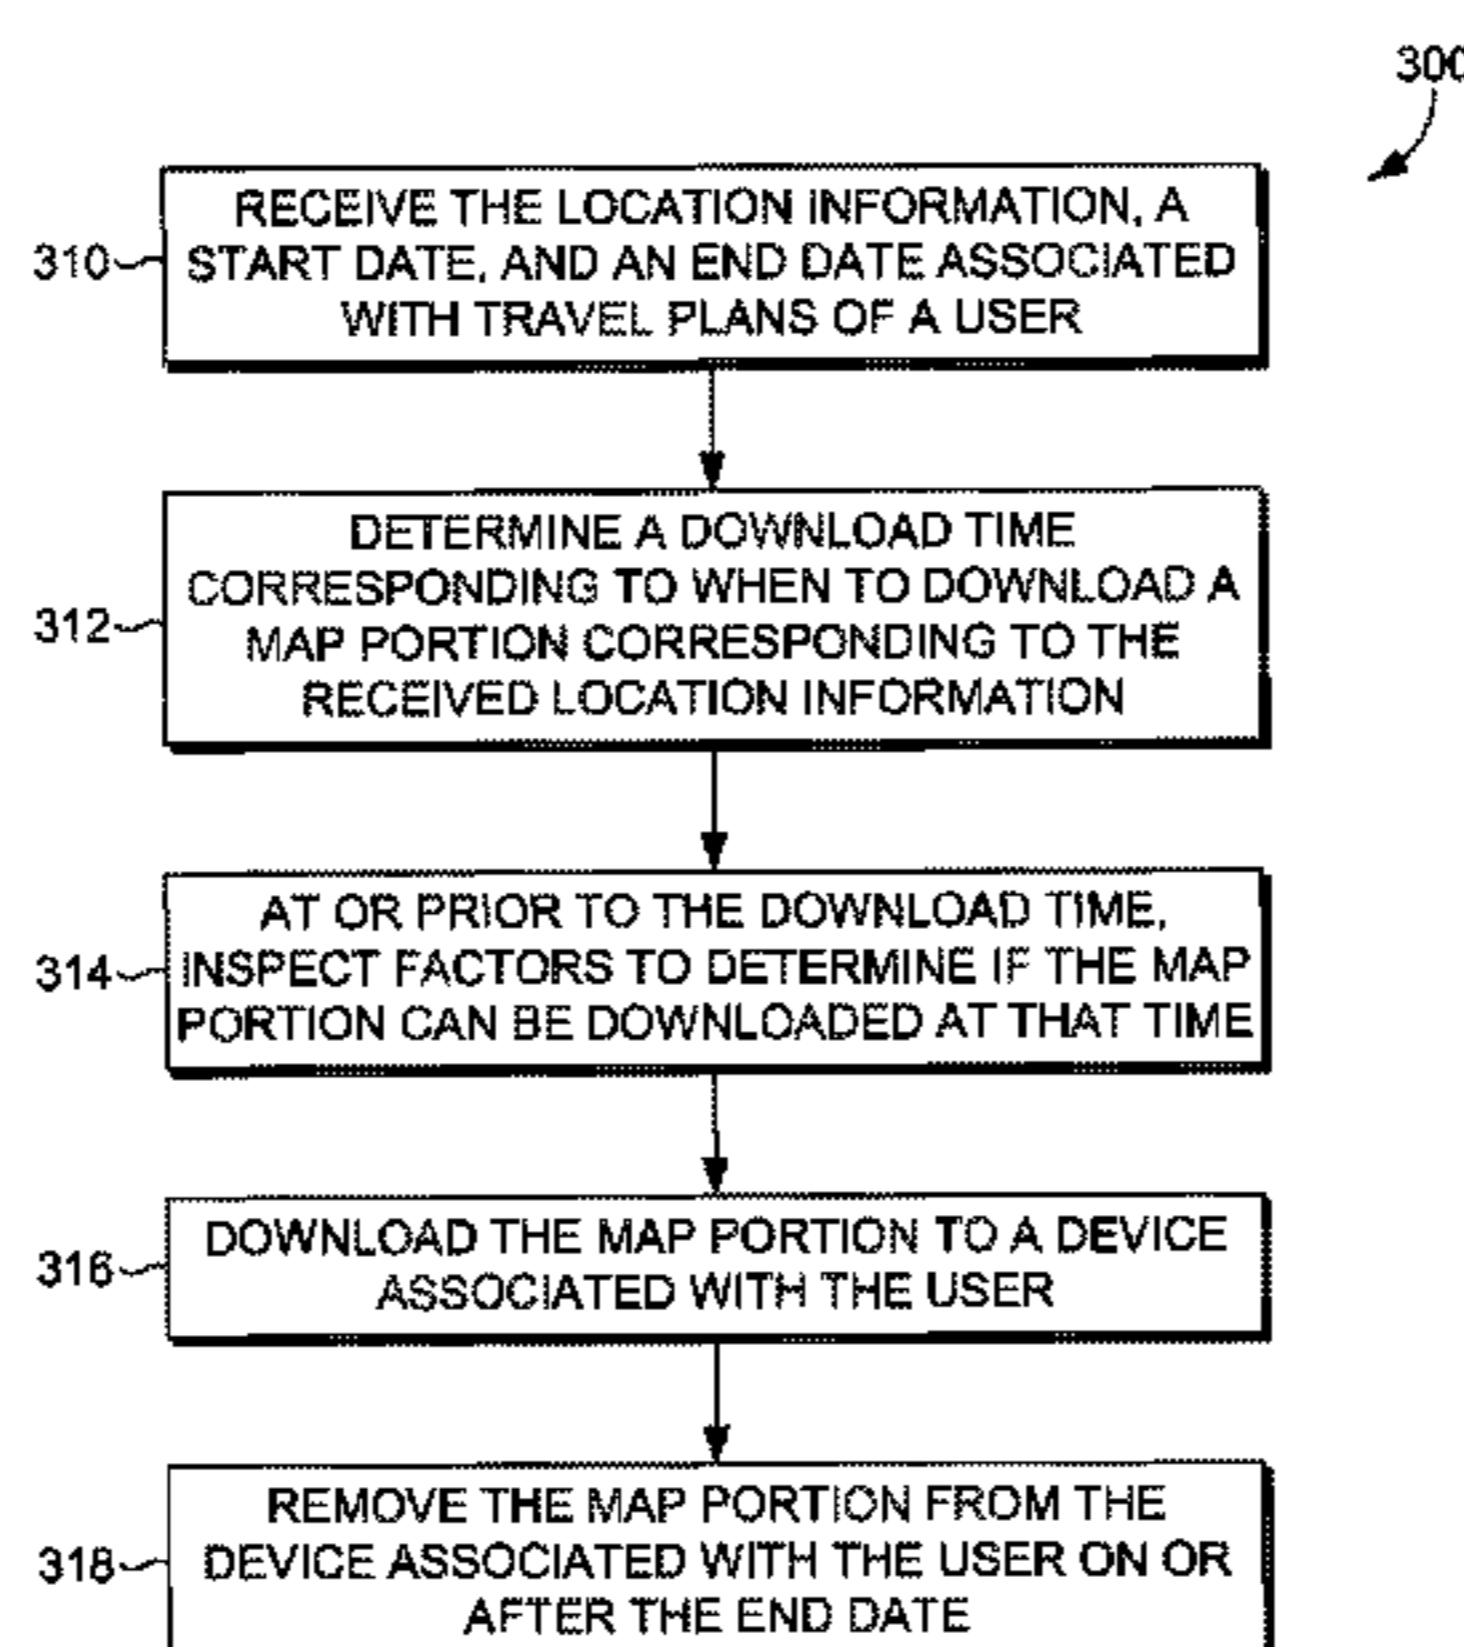 300
310
RECEIVE THE LOCATION INFORMATION, A
START DATE, AND AN END DATE ASSOCIATED
WITH TRAVEL PLANS OF A USER
312
DETERMINE A DOWNLOAD TIME
CORRESPONDING TO WHEN TO DOWNLOAD A
MAP PORTION CORRESPONDING TO THE
RECEIVED LOCATION INFORMATION
314
AT OR PRIOR TO THE DOWNLOAD TIME,
INSPECT FACTORS TO DETERMINE IF THE MAP
PORTION CAN BE DOWNLOADED AT THAT TIME
316
DOWNLOAD THE MAP PORTION TO A DEVICE
ASSOCIATED WITH THE USER
318
REMOVE THE MAP PORTION FROM THE
DEVICE ASSOCIATED WITH THE USER ON OR
AFTER THE END DATE